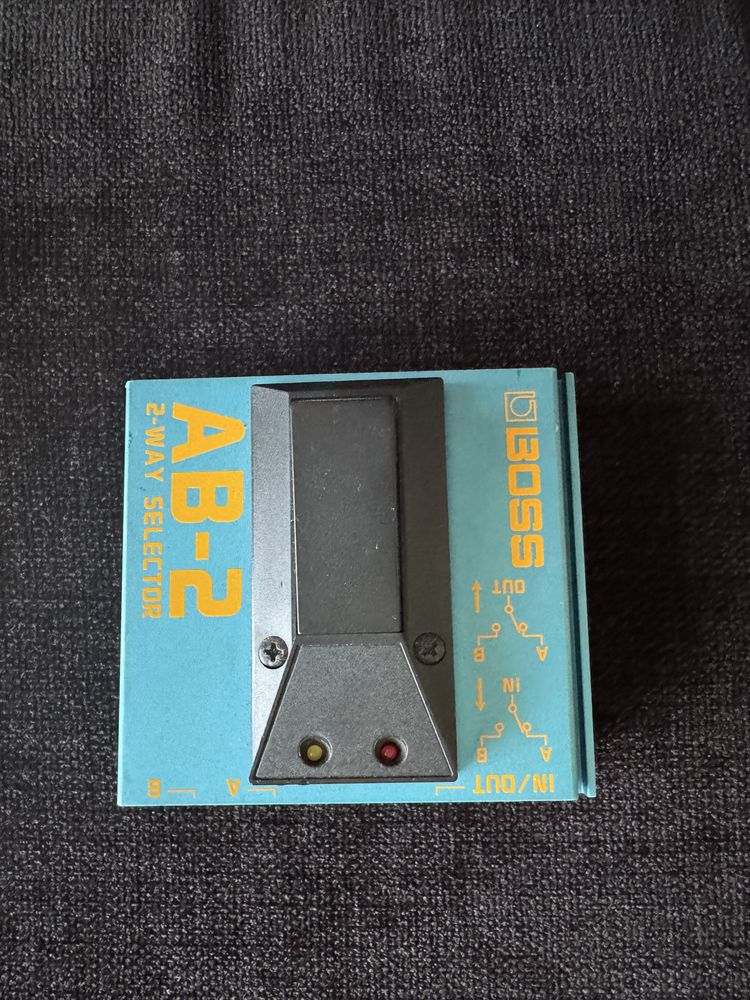 BOSS
AB-2
2-WAY SELECTOR
OUT
A B
IN
A B
IN/OUT
A
B